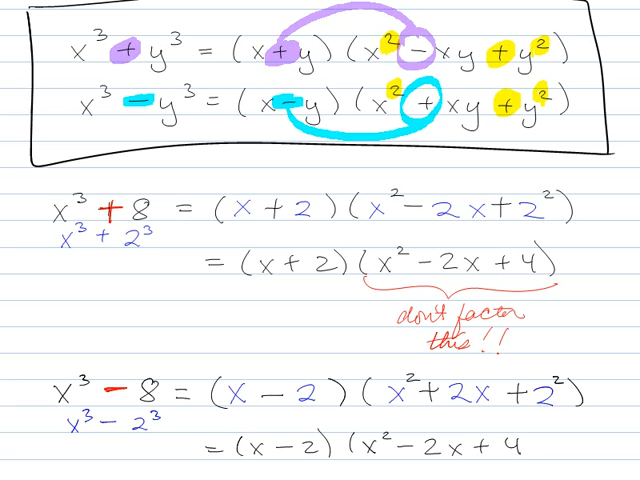 x³ + y³ = (x + y) (x² − xy + y²)
x³ − y³ = (x − y) (x² + xy + y²)
x³ + 8 = (x + 2) (x² − 2x + 2²)
x³ + 2³
= (x + 2) (x² − 2x + 4)
don't factor
this!!
x³ − 8 = (x − 2) (x² + 2x + 2²)
x³ − 2³
= (x − 2) (x² − 2x + 4